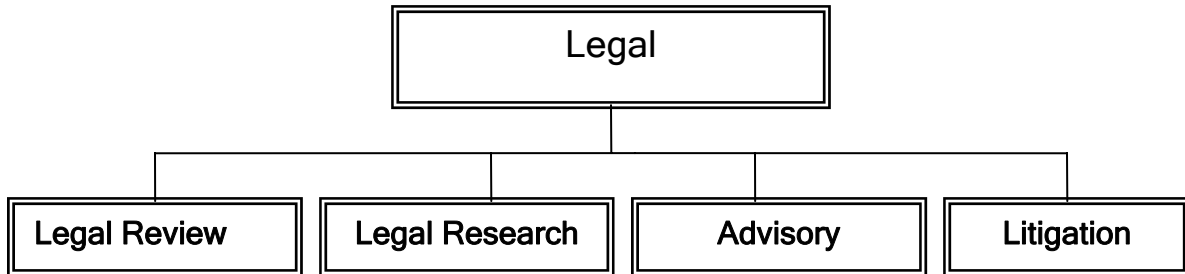 Legal
Legal Review
Legal Research
Advisory
Litigation